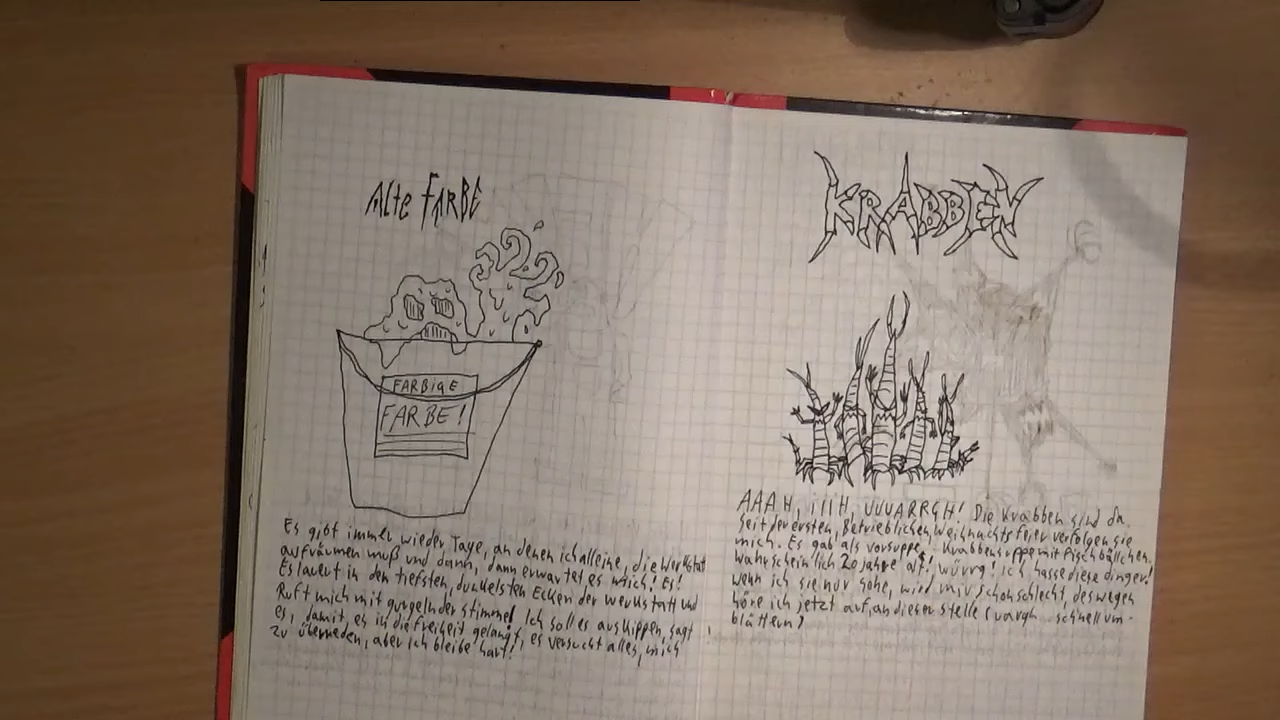 Alte FARBE
FARBIGE
FARBE!
Es gibt immer wieder Tage, an denen ich alleine, die Werkstatt
aufräumen muß und dann, dann erwartet es mich! Es!
Es lauert in den tiefsten, dunkelsten Ecken der Werkstatt und
Ruft mich mit gurgelnder stimme! Ich soll es auskippen, sagt
es, damit es in die Freiheit gelangt, es versucht alles, mich
zu überreden, aber ich bleibe hart!
KRABBEN
AAAH, IIIH, UUUARRGH! Die Krabben sind da.
Seit der ersten, Betrieblichen, Weihnachtsfeier verfolgen sie
mich. Es gab als vorsuppe, Krabbensuppe mit Fischbällchen,
Wahrscheinlich 20 jahre alt! würrg! ich hasse diese dinger!
wenn ich sie nur sehe, wird mir schon schlecht, deswegen
höre ich jetzt auf, an dieser stelle (uargh... schnell um-
blättern!